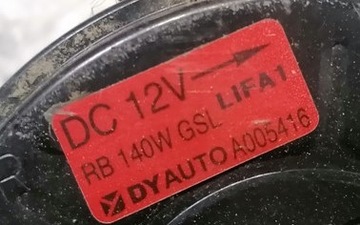 DC 12V
RB 140W GSL LIFA1
DYAUTO A005416